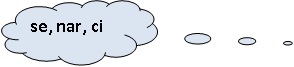 se, nar, ci